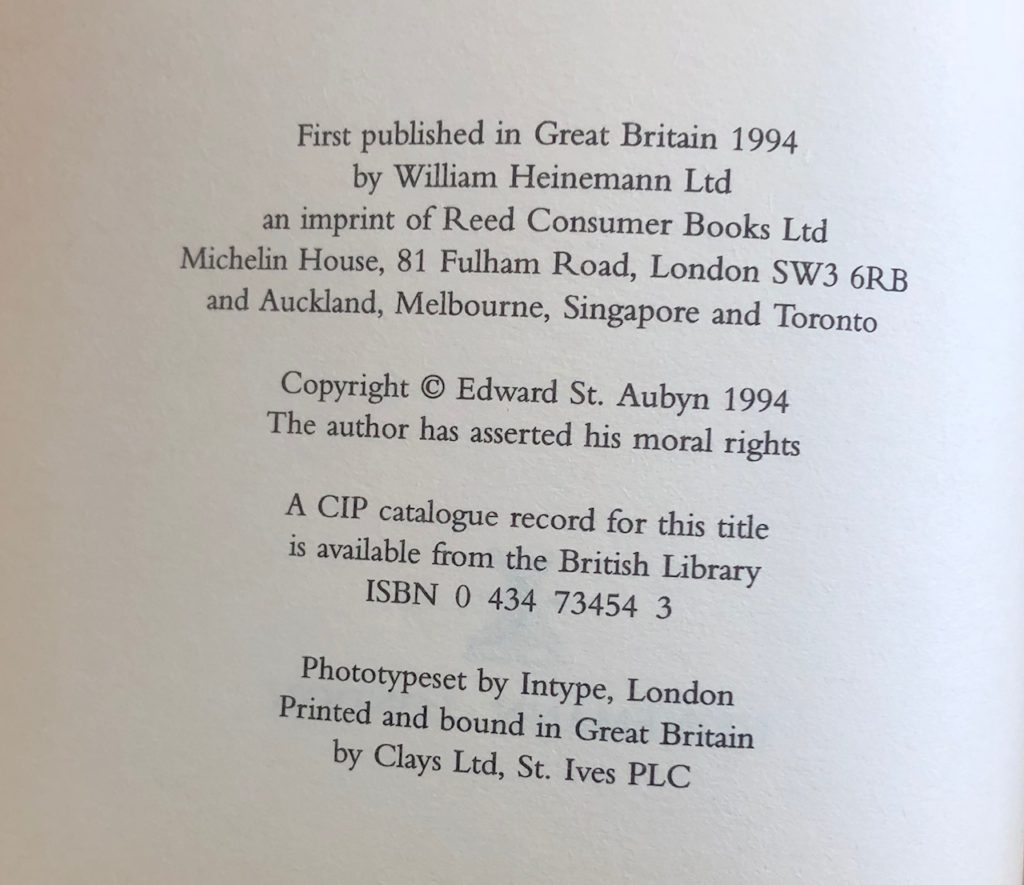 First published in Great Britain 1994
by William Heinemann Ltd
an imprint of Reed Consumer Books Ltd
Michelin House, 81 Fulham Road, London SW3 6RB
and Auckland, Melbourne, Singapore and Toronto
Copyright © Edward St. Aubyn 1994
The author has asserted his moral rights
A CIP catalogue record for this title
is available from the British Library
ISBN 0 434 73454 3
Phototypeset by Intype, London
Printed and bound in Great Britain
by Clays Ltd, St. Ives PLC